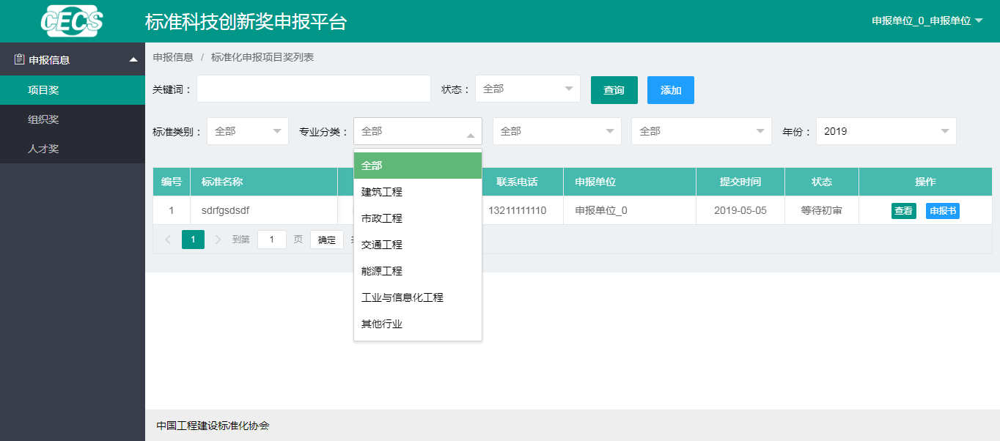 CECS
标准科技创新奖申报平台
申报单位_0_申报单位
申报信息
项目奖
组织奖
人才奖
申报信息 / 标准化申报项目奖列表
关键词： 状态： 全部 查询 添加
标准类别： 全部 专业分类： 全部 全部 全部 年份： 2019
全部
建筑工程
市政工程
交通工程
能源工程
工业与信息化工程
其他行业
编号 标准名称 联系电话 申报单位 提交时间 状态 操作
1 sdrfgsdsdf 13211111110 申报单位_0 2019-05-05 等待初审 查看 申报书
1 到第 1 页 确定
中国工程建设标准化协会